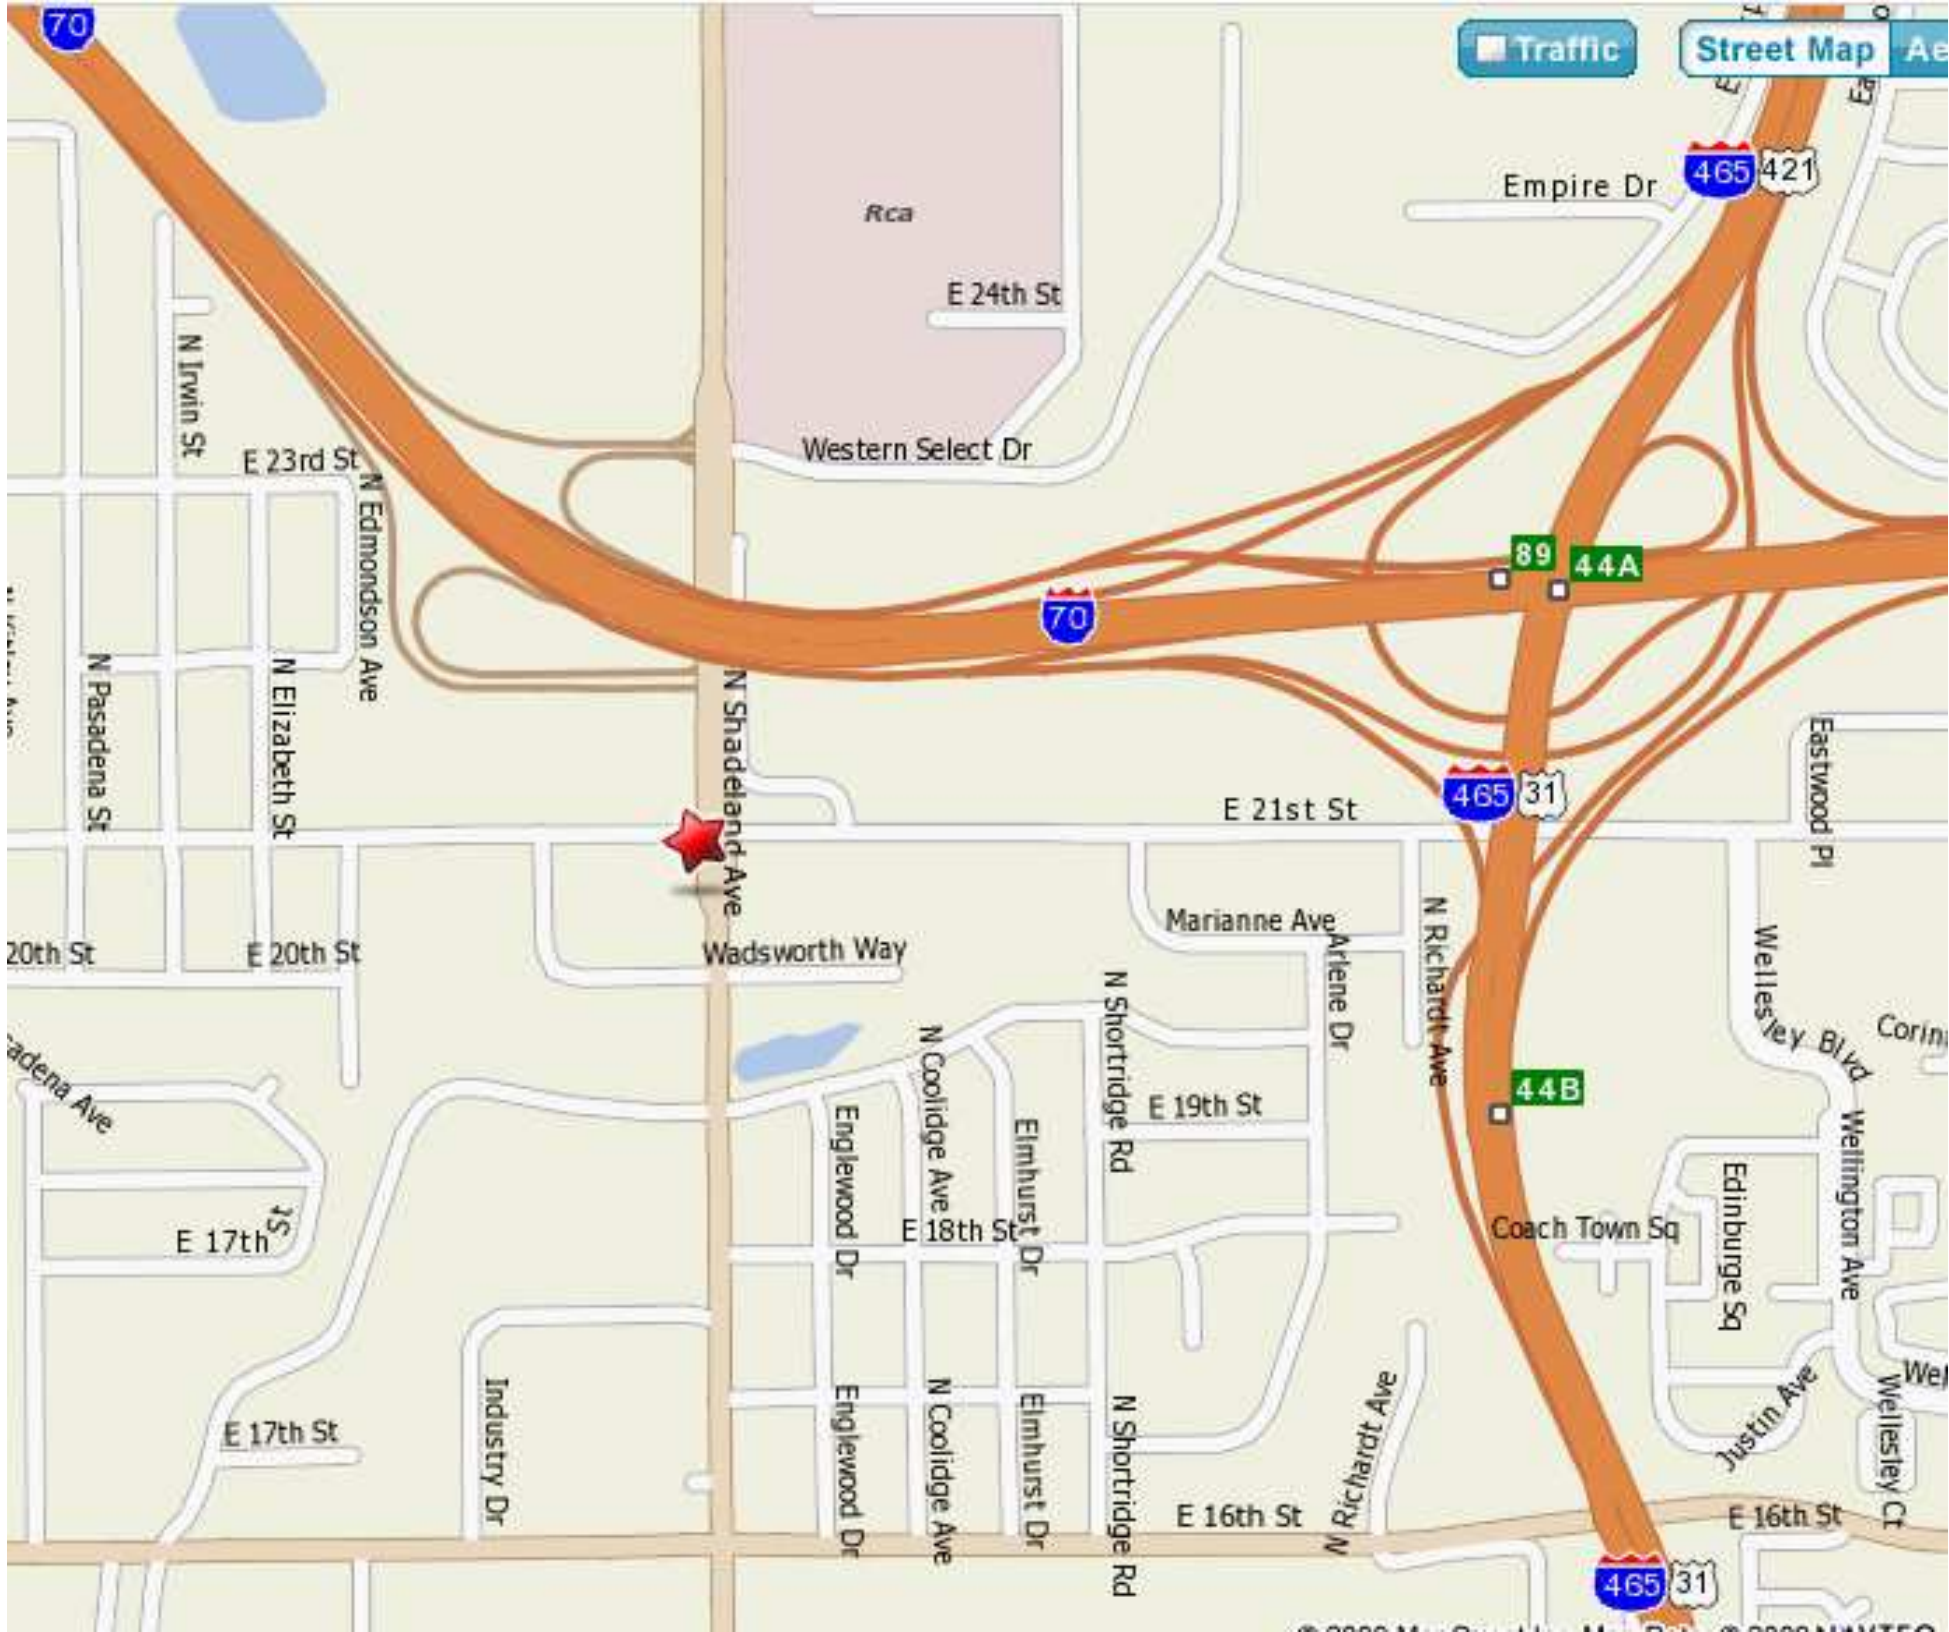 70
Traffic
Street Map
465
421
Empire Dr
Rca
E 24th St
N Irwin St
Western Select Dr
E 23rd St
N Edmondson Ave
89
44A
70
N Pasadena St
N Elizabeth St
N Shadeland Ave
Eastwood Pl
465
31
E 21st St
Marianne Ave
Arlene Dr
N Richardt Ave
Wellesley Blvd
20th St
E 20th St
Wadsworth Way
N Shortridge Rd
N Coolidge Ave
adena Ave
44B
E 19th St
Englewood Dr
Elmhurst Dr
Wellington Ave
E 17th St
E 18th St
Coach Town Sq
Edinburge Sq
E 17th St
Industry Dr
Englewood Dr
N Coolidge Ave
Elmhurst Dr
N Shortridge Rd
N Richardt Ave
Justin Ave
Wellesley Ct
E 16th St
E 16th St
465
31